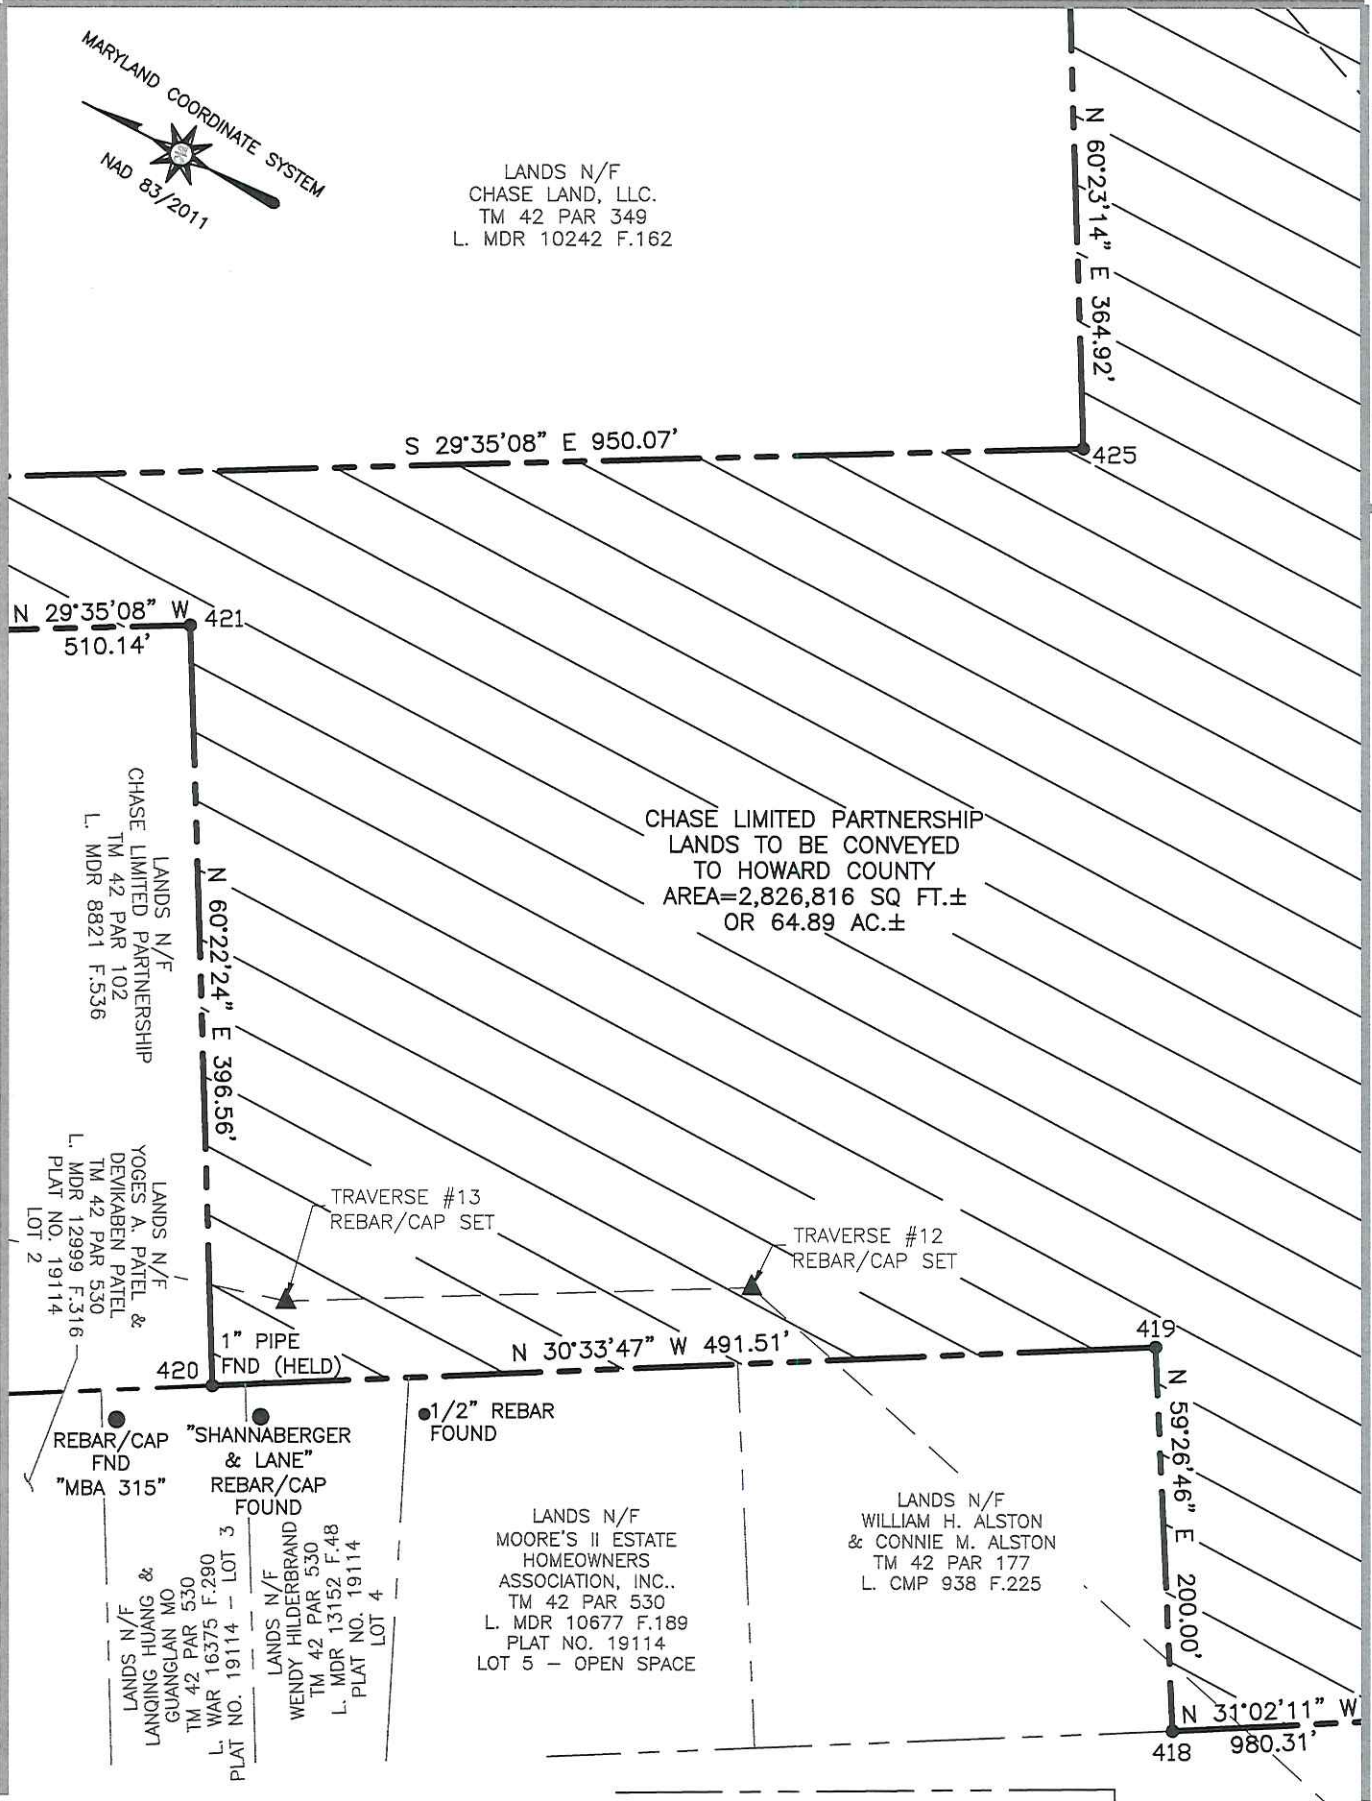 MARYLAND COORDINATE SYSTEM
NAD 83/2011
LANDS N/F
CHASE LAND, LLC.
TM 42 PAR 349
L. MDR 10242 F.162
N 60°23'14" E 364.92'
S 29°35'08" E 950.07'
425
N 29°35'08" W
510.14'
421
LANDS N/F
CHASE LIMITED PARTNERSHIP
TM 42 PAR 102
L. MDR 8821 F.536
N 60°22'24" E 396.56'
CHASE LIMITED PARTNERSHIP
LANDS TO BE CONVEYED
TO HOWARD COUNTY
AREA=2,826,816 SQ FT.±
OR 64.89 AC.±
LANDS N/F
YOGES A. PATEL &
DEVIKABEN PATEL
TM 42 PAR 530
L. MDR 12999 F.316
PLAT NO. 19114
LOT 2
TRAVERSE #13
REBAR/CAP SET
TRAVERSE #12
REBAR/CAP SET
1" PIPE
FND (HELD)
420
N 30°33'47" W 491.51'
419
N 59°26'46" E 200.00'
REBAR/CAP
FND
"MBA 315"
"SHANNABERGER
& LANE"
REBAR/CAP
FOUND
1/2" REBAR
FOUND
LANDS N/F
LANQING HUANG &
GUANGLAN MO
TM 42 PAR 530
L. WAR 16375 F.290
PLAT NO. 19114 - LOT 3
LANDS N/F
WENDY HILDERBRAND
TM 42 PAR 530
L. MDR 13152 F.48
PLAT NO. 19114
LOT 4
LANDS N/F
MOORE'S II ESTATE
HOMEOWNERS
ASSOCIATION, INC..
TM 42 PAR 530
L. MDR 10677 F.189
PLAT NO. 19114
LOT 5 - OPEN SPACE
LANDS N/F
WILLIAM H. ALSTON
& CONNIE M. ALSTON
TM 42 PAR 177
L. CMP 938 F.225
N 31°02'11" W
980.31'
418